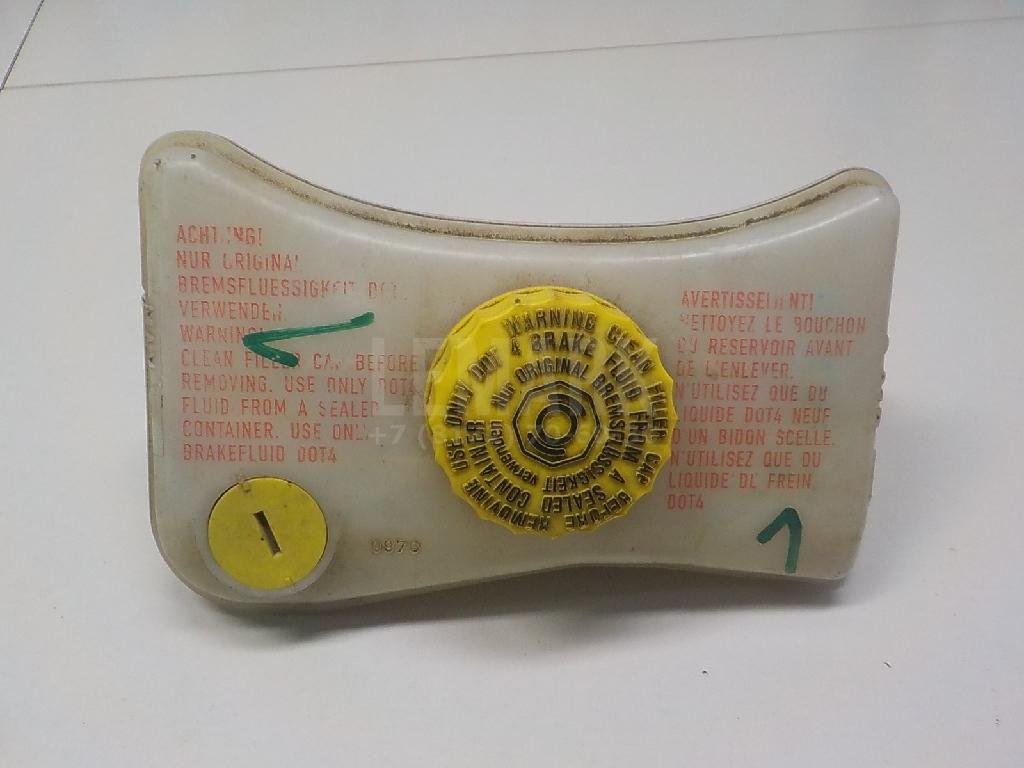 ACHTUNG!
NUR ORIGINAL
BREMSFLUESSIGKEIT DOT
VERWENDEN.
WARNING!
CLEAN FILLER CAP BEFORE
REMOVING. USE ONLY DOT4
FLUID FROM A SEALED
CONTAINER. USE ONLY
BRAKEFLUID DOT4
WARNING CLEAN FILLER CAP BEFORE REMOVING
USE ONLY DOT 4 BRAKE FLUID FROM A SEALED CONTAINER
Nur ORIGINAL BREMSFLÜSSIGKEIT verwenden
AVERTISSEMENT!
NETTOYEZ LE BOUCHON
DU RESERVOIR AVANT
DE L'ENLEVER.
N'UTILISEZ QUE DU
LIQUIDE DOT4 NEUF
D'UN BIDON SCELLE.
N'UTILISEZ QUE DU
LIQUIDE DE FREIN
DOT4
1